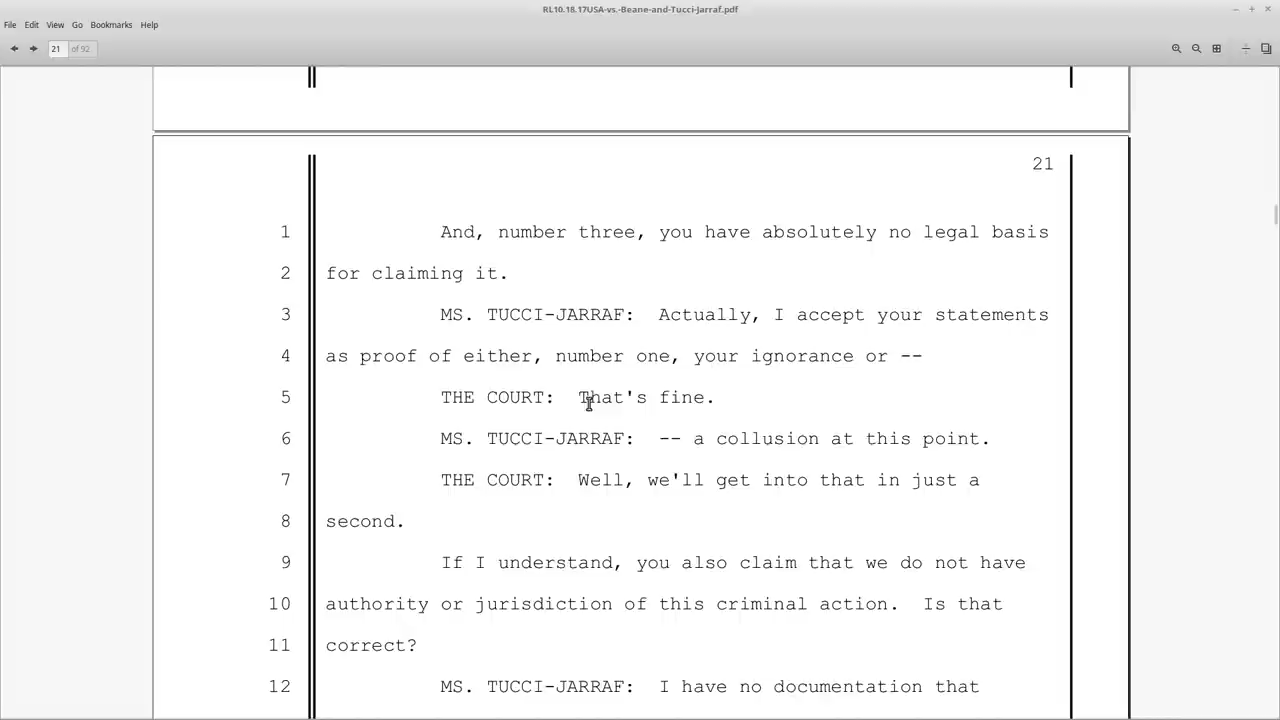 RL10.18.17USA-vs.-Beane-and-Tucci-Jarraf.pdf
File Edit View Go Bookmarks Help
21 of 92
21
1 And, number three, you have absolutely no legal basis
2 for claiming it.
3 MS. TUCCI-JARRAF: Actually, I accept your statements
4 as proof of either, number one, your ignorance or --
5 THE COURT: That's fine.
6 MS. TUCCI-JARRAF: -- a collusion at this point.
7 THE COURT: Well, we'll get into that in just a
8 second.
9 If I understand, you also claim that we do not have
10 authority or jurisdiction of this criminal action. Is that
11 correct?
12 MS. TUCCI-JARRAF: I have no documentation that